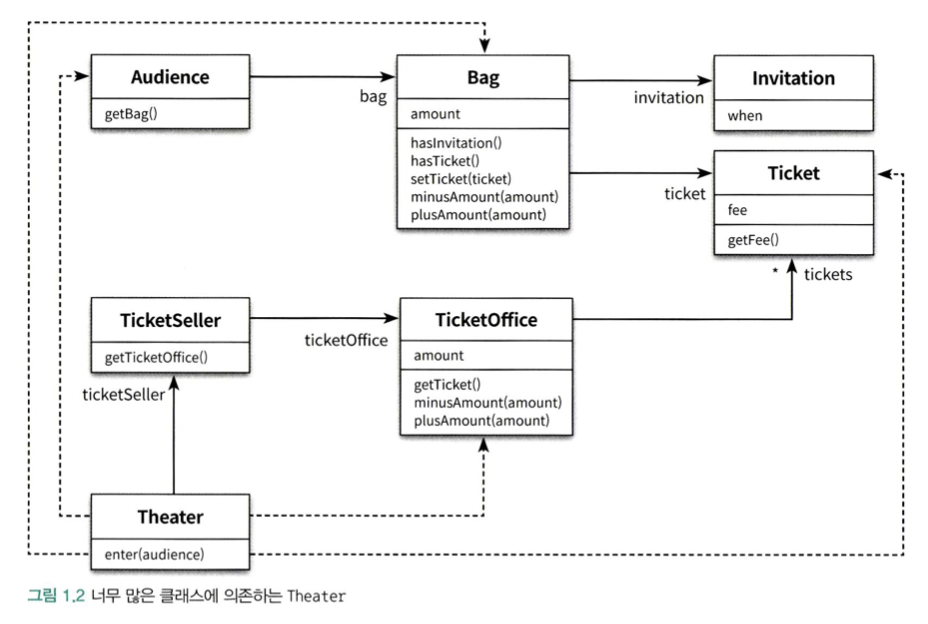 Audience
getBag()
bag
Bag
amount
hasInvitation()
hasTicket()
setTicket(ticket)
minusAmount(amount)
plusAmount(amount)
invitation
Invitation
when
ticket
Ticket
fee
getFee()
* tickets
TicketSeller
getTicketOffice()
ticketOffice
TicketOffice
amount
getTicket()
minusAmount(amount)
plusAmount(amount)
ticketSeller
Theater
enter(audience)
그림 1.2 너무 많은 클래스에 의존하는 Theater